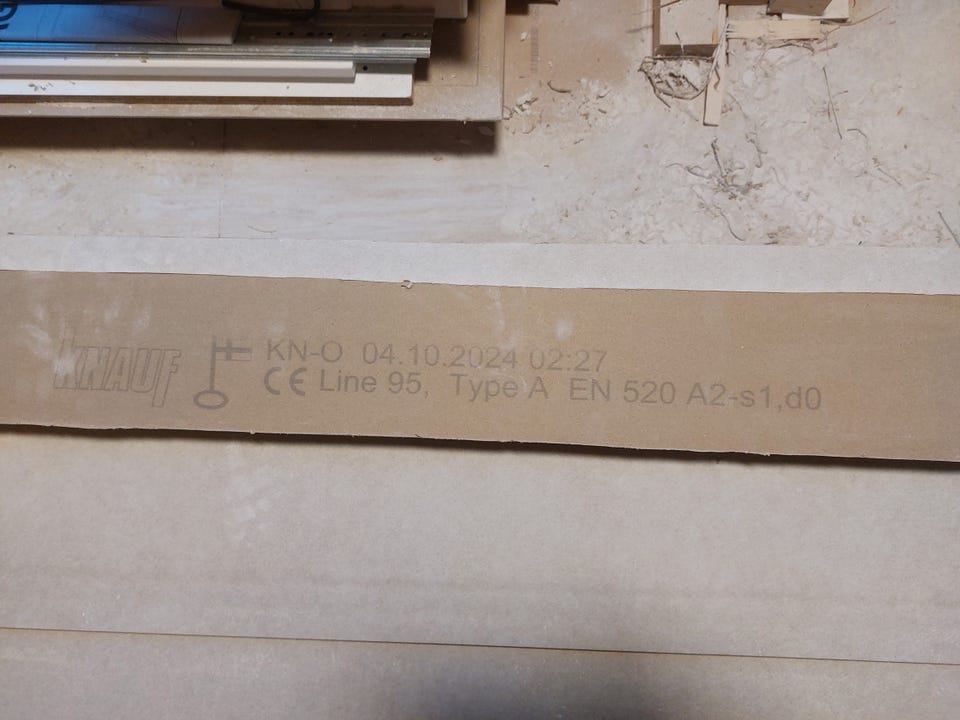 KNAUF
KN-O 04.10.2024 02:27
CE Line 95, Type A EN 520 A2-s1,d0